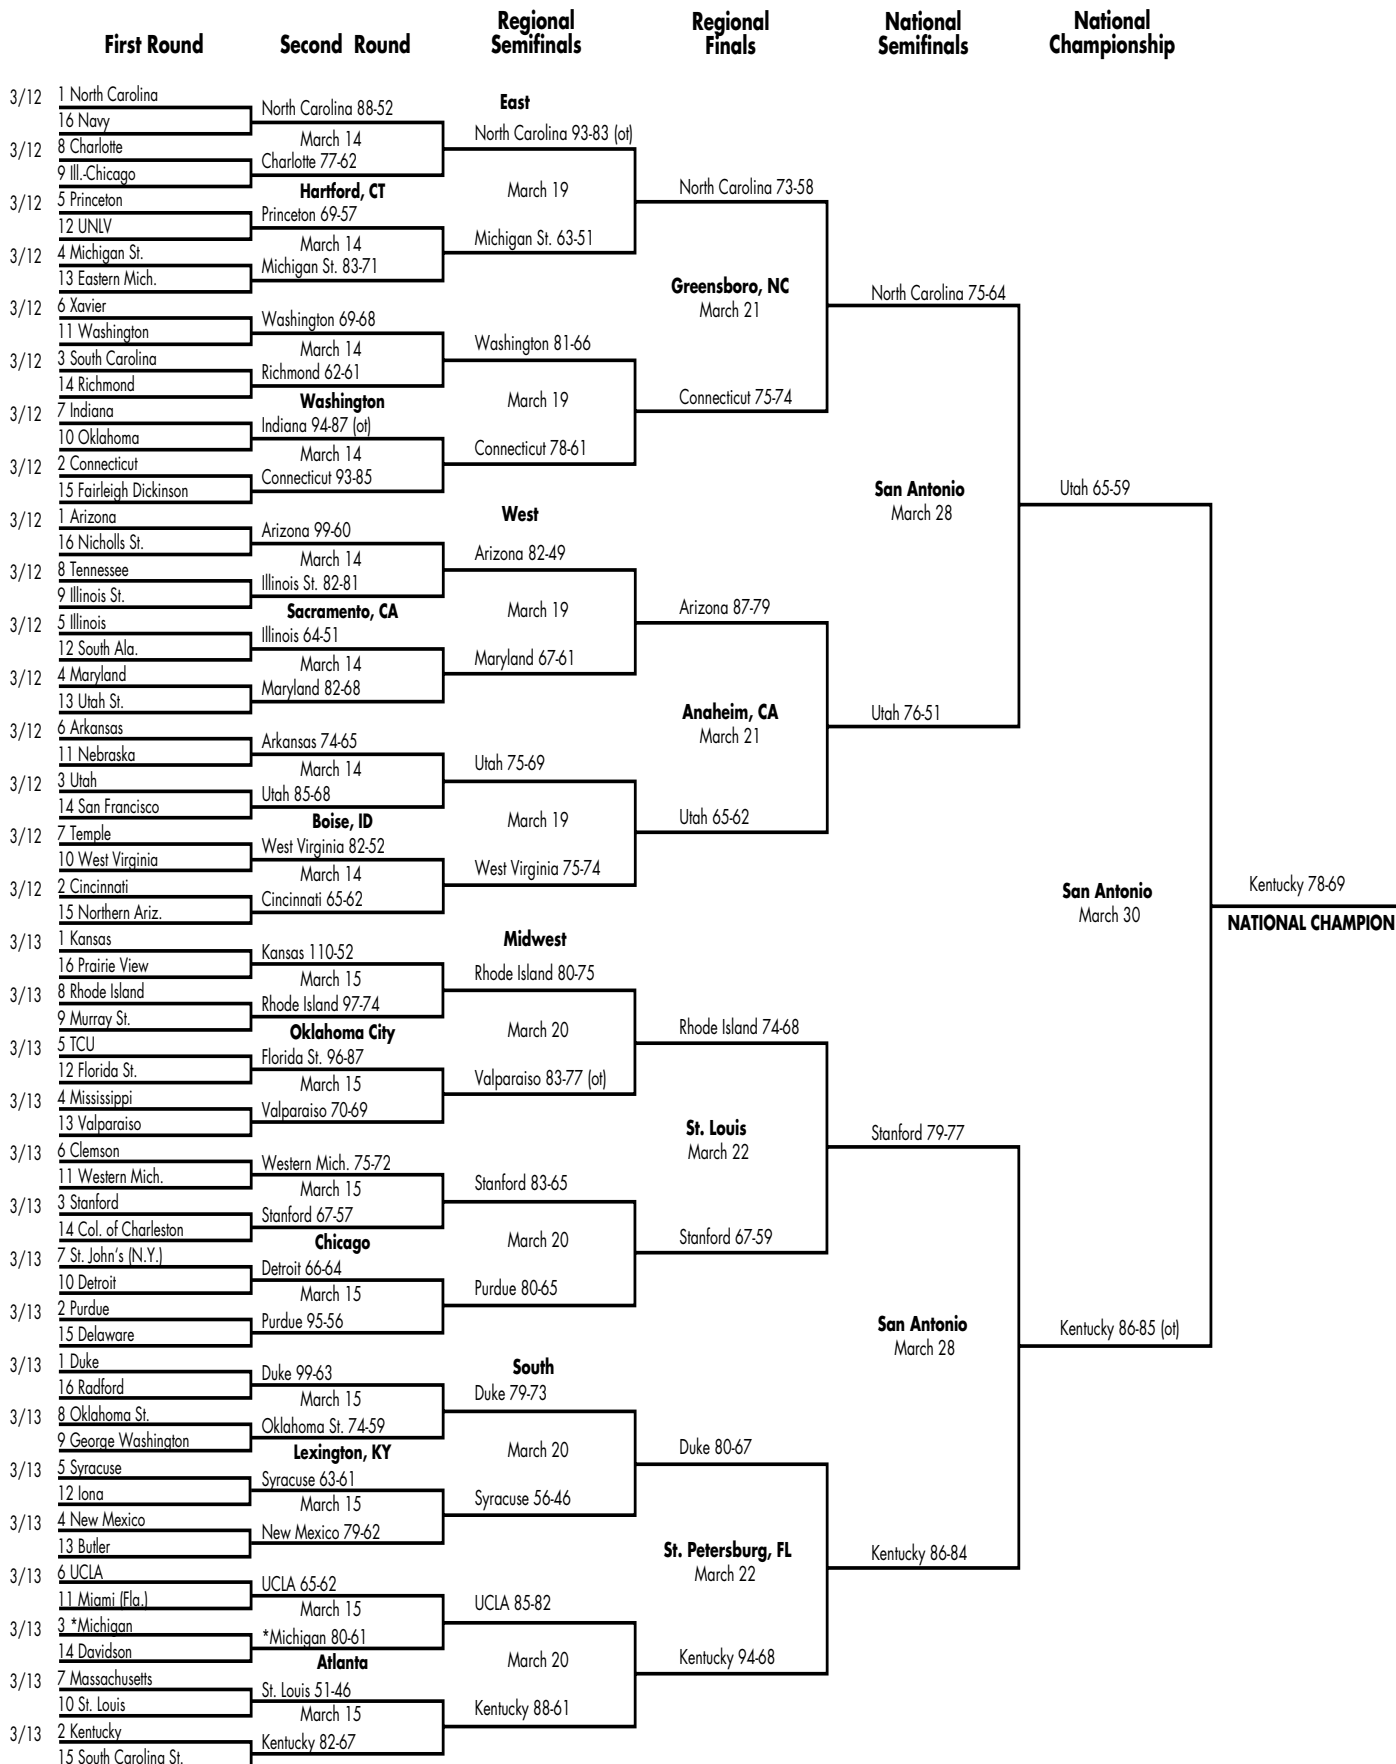 First Round
Second Round
Regional
Semifinals
Regional
Finals
National
Semifinals
National
Championship
3/12
1 North Carolina
16 Navy
3/12
8 Charlotte
9 Ill.-Chicago
3/12
5 Princeton
12 UNLV
3/12
4 Michigan St.
13 Eastern Mich.
3/12
6 Xavier
11 Washington
3/12
3 South Carolina
14 Richmond
3/12
7 Indiana
10 Oklahoma
3/12
2 Connecticut
15 Fairleigh Dickinson
3/12
1 Arizona
16 Nicholls St.
3/12
8 Tennessee
9 Illinois St.
3/12
5 Illinois
12 South Ala.
3/12
4 Maryland
13 Utah St.
3/12
6 Arkansas
11 Nebraska
3/12
3 Utah
14 San Francisco
3/12
7 Temple
10 West Virginia
3/12
2 Cincinnati
15 Northern Ariz.
3/13
1 Kansas
16 Prairie View
3/13
8 Rhode Island
9 Murray St.
3/13
5 TCU
12 Florida St.
3/13
4 Mississippi
13 Valparaiso
3/13
6 Clemson
11 Western Mich.
3/13
3 Stanford
14 Col. of Charleston
3/13
7 St. John's (N.Y.)
10 Detroit
3/13
2 Purdue
15 Delaware
3/13
1 Duke
16 Radford
3/13
8 Oklahoma St.
9 George Washington
3/13
5 Syracuse
12 Iona
3/13
4 New Mexico
13 Butler
3/13
6 UCLA
11 Miami (Fla.)
3/13
3 *Michigan
14 Davidson
3/13
7 Massachusetts
10 St. Louis
3/13
2 Kentucky
15 South Carolina St.
North Carolina 88-52
March 14
Charlotte 77-62
Hartford, CT
Princeton 69-57
March 14
Michigan St. 83-71
Washington 69-68
March 14
Richmond 62-61
Washington
Indiana 94-87 (ot)
March 14
Connecticut 93-85
Arizona 99-60
March 14
Illinois St. 82-81
Sacramento, CA
Illinois 64-51
March 14
Maryland 82-68
Arkansas 74-65
March 14
Utah 85-68
Boise, ID
West Virginia 82-52
March 14
Cincinnati 65-62
Kansas 110-52
March 15
Rhode Island 97-74
Oklahoma City
Florida St. 96-87
March 15
Valparaiso 70-69
Western Mich. 75-72
March 15
Stanford 67-57
Chicago
Detroit 66-64
March 15
Purdue 95-56
Duke 99-63
March 15
Oklahoma St. 74-59
Lexington, KY
Syracuse 63-61
March 15
New Mexico 79-62
UCLA 65-62
March 15
*Michigan 80-61
Atlanta
St. Louis 51-46
March 15
Kentucky 82-67
East
North Carolina 93-83 (ot)
March 19
Michigan St. 63-51
Washington 81-66
March 19
Connecticut 78-61
West
Arizona 82-49
March 19
Maryland 67-61
Utah 75-69
March 19
West Virginia 75-74
Midwest
Rhode Island 80-75
March 20
Valparaiso 83-77 (ot)
Stanford 83-65
March 20
Purdue 80-65
South
Duke 79-73
March 20
Syracuse 56-46
UCLA 85-82
March 20
Kentucky 88-61
North Carolina 73-58
Greensboro, NC
March 21
Connecticut 75-74
Arizona 87-79
Anaheim, CA
March 21
Utah 65-62
Rhode Island 74-68
St. Louis
March 22
Stanford 67-59
Duke 80-67
St. Petersburg, FL
March 22
Kentucky 94-68
North Carolina 75-64
San Antonio
March 28
Utah 76-51
Stanford 79-77
San Antonio
March 28
Kentucky 86-84
Utah 65-59
San Antonio
March 30
Kentucky 86-85 (ot)
Kentucky 78-69
NATIONAL CHAMPION